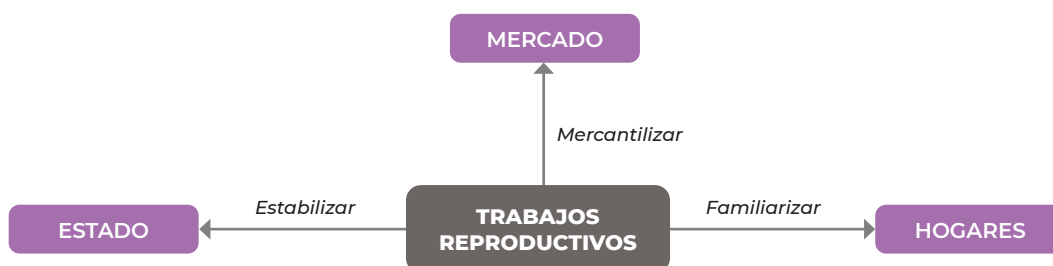 MERCADO
Mercantilizar
Estabilizar
Familiarizar
ESTADO
TRABAJOS
REPRODUCTIVOS
HOGARES